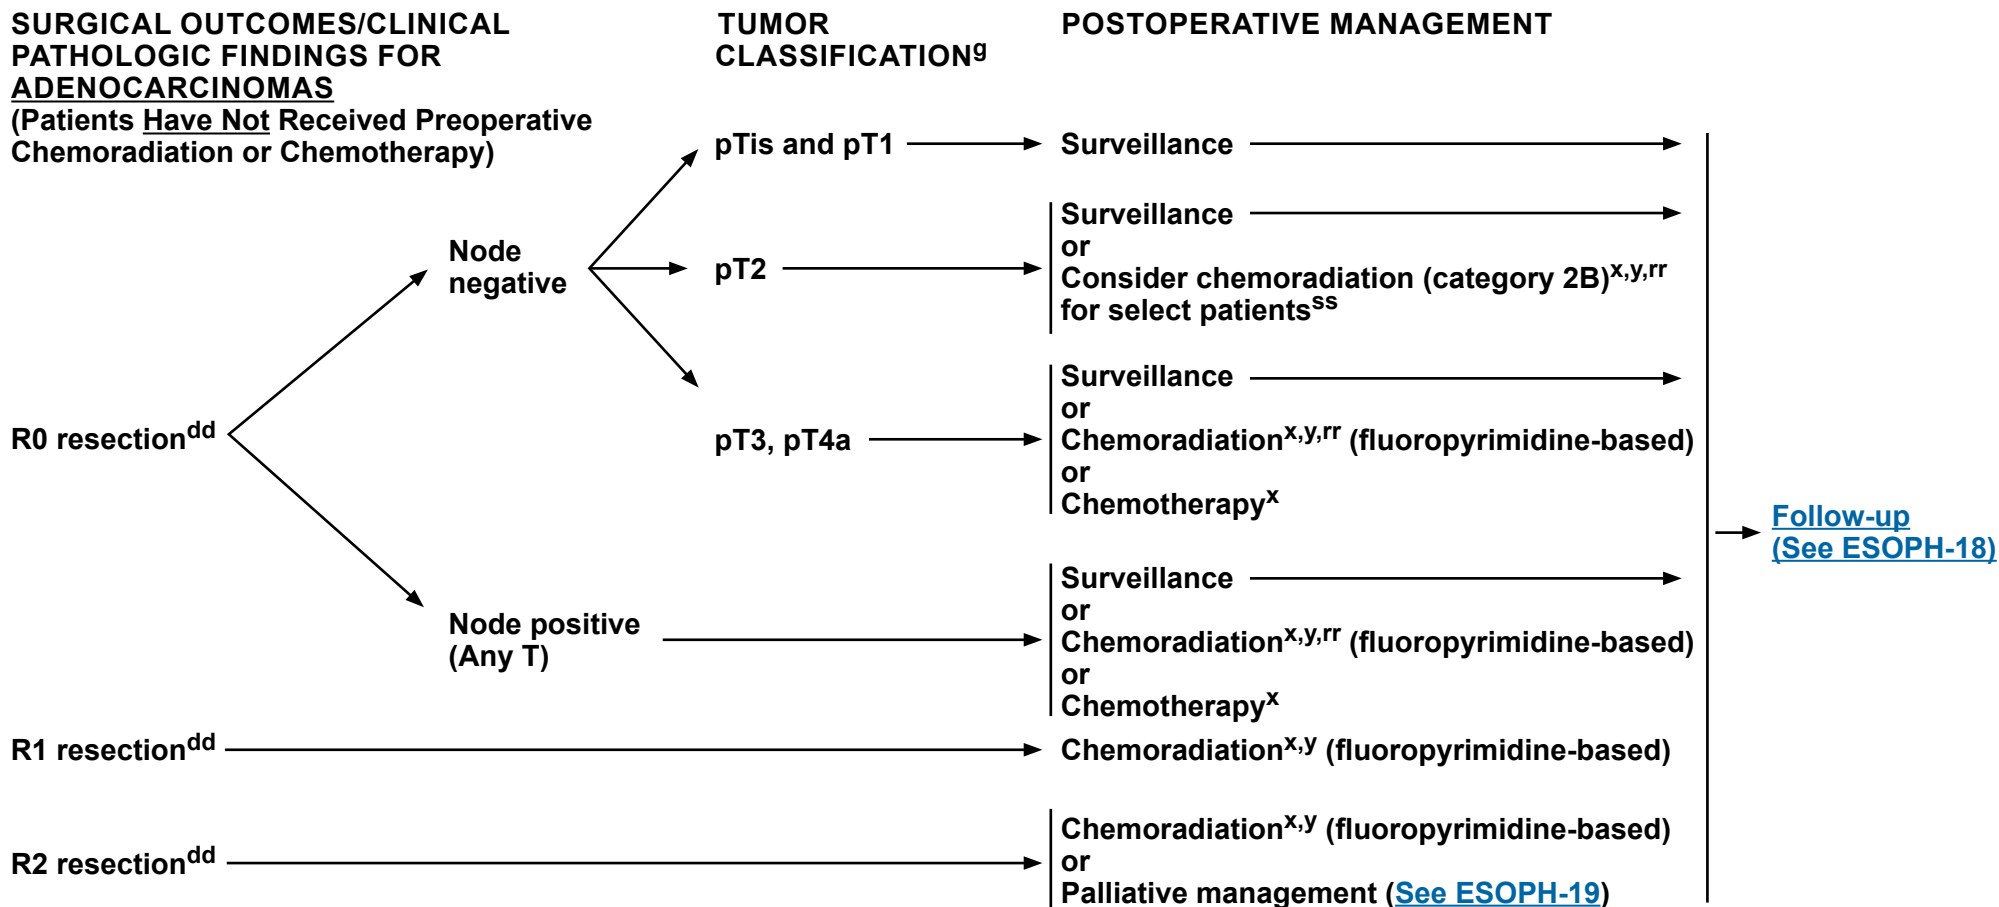 SURGICAL OUTCOMES/CLINICAL
PATHOLOGIC FINDINGS FOR
ADENOCARCINOMAS
(Patients Have Not Received Preoperative
Chemoradiation or Chemotherapy)
TUMOR
CLASSIFICATIONg
POSTOPERATIVE MANAGEMENT
R0 resectiondd
Node
negative
pTis and pT1
Surveillance
pT2
Surveillance
or
Consider chemoradiation (category 2B)x,y,rr
for select patientsss
pT3, pT4a
Surveillance
or
Chemoradiationx,y,rr (fluoropyrimidine-based)
or
Chemotherapyx
Node positive
(Any T)
Surveillance
or
Chemoradiationx,y,rr (fluoropyrimidine-based)
or
Chemotherapyx
R1 resectiondd
Chemoradiationx,y (fluoropyrimidine-based)
R2 resectiondd
Chemoradiationx,y (fluoropyrimidine-based)
or
Palliative management (See ESOPH-19)
Follow-up
(See ESOPH-18)